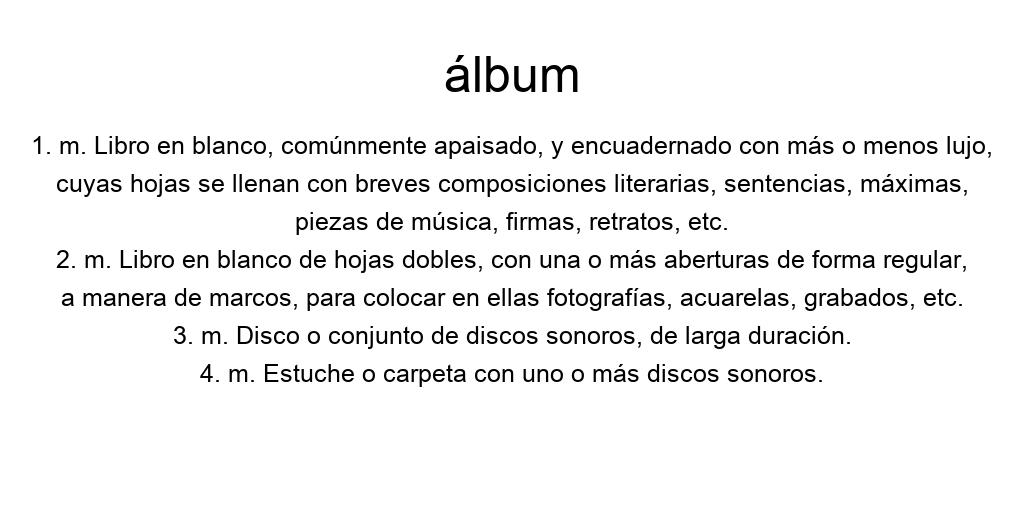 álbum
1. m. Libro en blanco, comúnmente apaisado, y encuadernado con más o menos lujo,
cuyas hojas se llenan con breves composiciones literarias, sentencias, máximas,
piezas de música, firmas, retratos, etc.
2. m. Libro en blanco de hojas dobles, con una o más aberturas de forma regular,
a manera de marcos, para colocar en ellas fotografías, acuarelas, grabados, etc.
3. m. Disco o conjunto de discos sonoros, de larga duración.
4. m. Estuche o carpeta con uno o más discos sonoros.